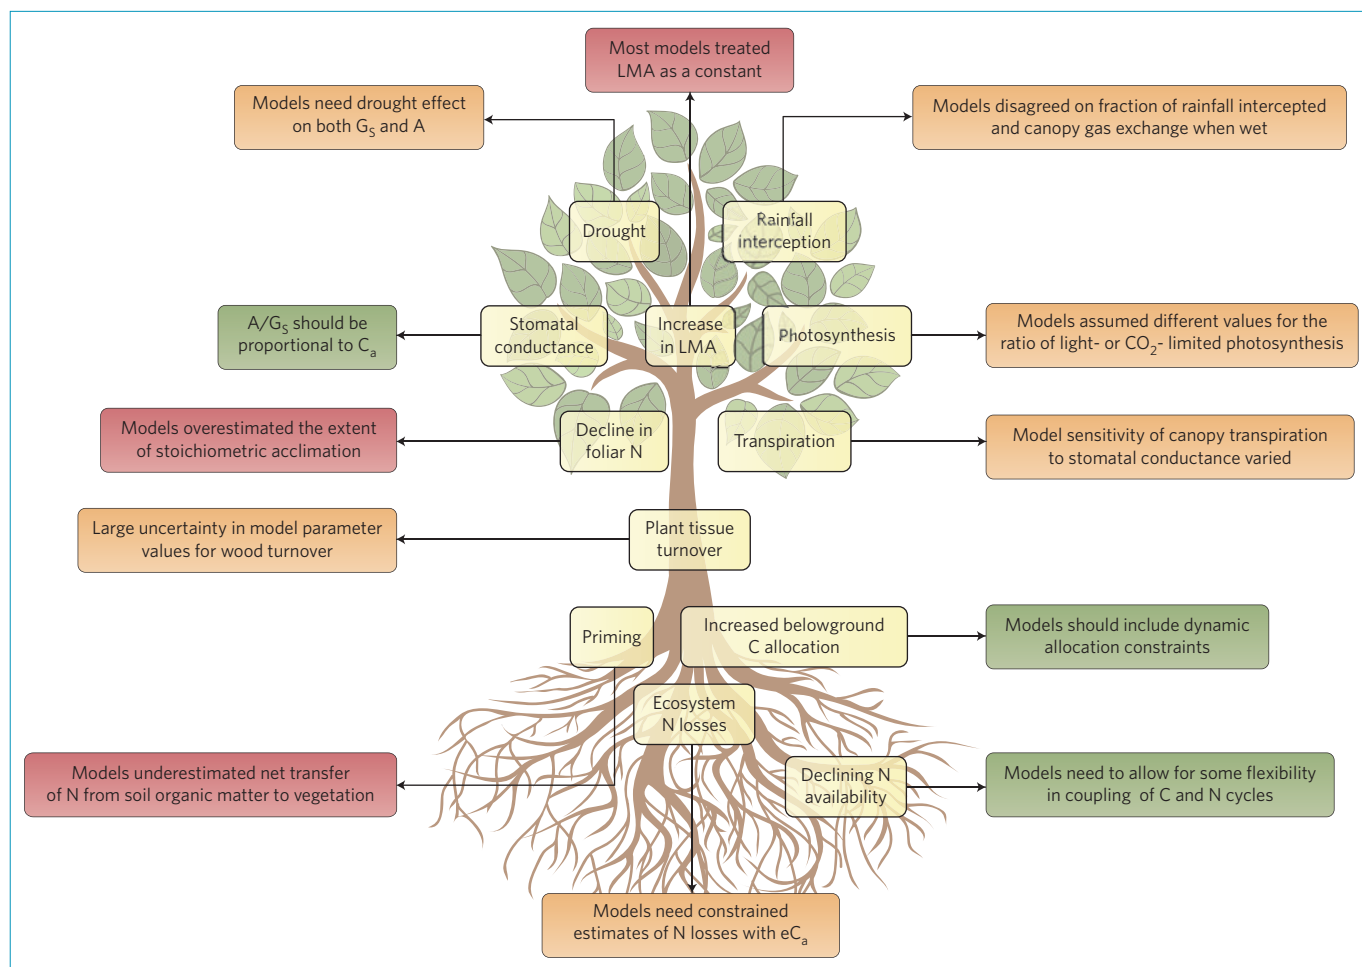 Most models treated
LMA as a constant
Models need drought effect
on both G_S and A
Models disagreed on fraction of rainfall intercepted
and canopy gas exchange when wet
Drought
Rainfall
interception
A/G_S should be
proportional to C_a
Stomatal
conductance
Increase
in LMA
Photosynthesis
Models assumed different values for the
ratio of light- or CO₂- limited photosynthesis
Models overestimated the extent
of stoichiometric acclimation
Decline in
foliar N
Transpiration
Model sensitivity of canopy transpiration
to stomatal conductance varied
Large uncertainty in model parameter
values for wood turnover
Plant tissue
turnover
Priming
Increased belowground
C allocation
Models should include dynamic
allocation constraints
Ecosystem
N losses
Models underestimated net transfer
of N from soil organic matter to vegetation
Declining N
availability
Models need to allow for some flexibility
in coupling of C and N cycles
Models need constrained
estimates of N losses with eC_a